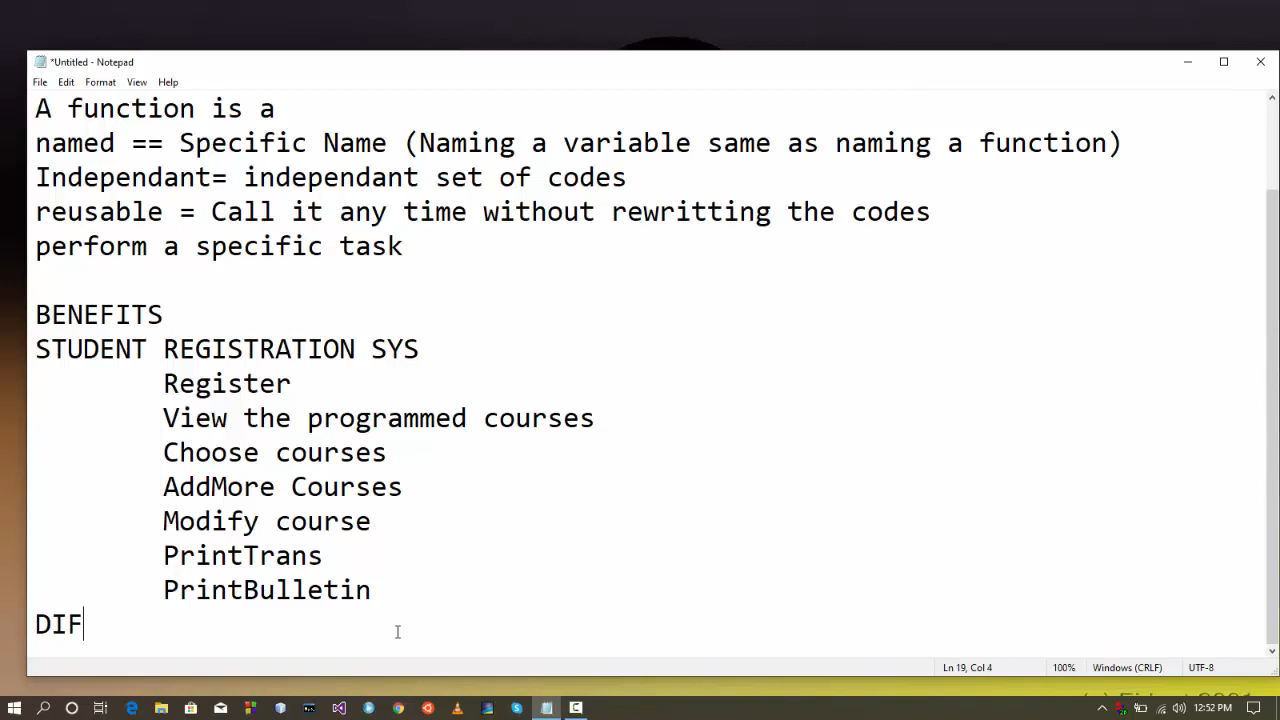 *Untitled - Notepad
File Edit Format View Help
A function is a
named == Specific Name (Naming a variable same as naming a function)
Independant= independant set of codes
reusable = Call it any time without rewritting the codes
perform a specific task
BENEFITS
STUDENT REGISTRATION SYS
Register
View the programmed courses
Choose courses
AddMore Courses
Modify course
PrintTrans
PrintBulletin
DIF
Ln 19, Col 4 100% Windows (CRLF) UTF-8
12:52 PM